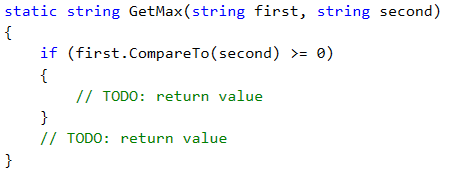 static string GetMax(string first, string second)
{
    if (first.CompareTo(second) >= 0)
    {
        // TODO: return value
    }
    // TODO: return value
}